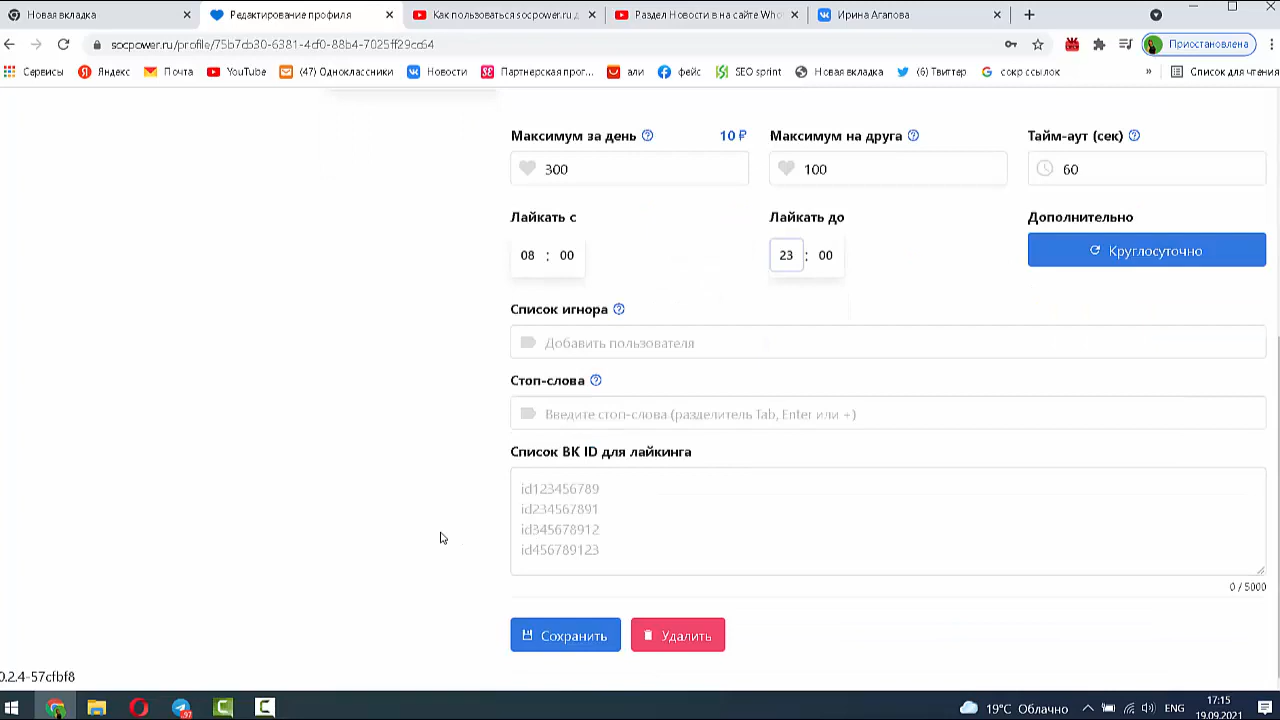 Новая вкладка
Редактирование профиля
Как пользоваться socpower.ru д
Раздел Новости в на сайте Who
Ирина Агапова
socpower.ru/profile/75b7cb30-6381-4df0-88b4-7025ff29cc64
Приостановлена
Сервисы
Яндекс
Почта
YouTube
(47) Одноклассники
Новости
Партнерская прог...
али
фейс
SEO sprint
Новая вкладка
(6) Твиттер
сокр ссылок
»
Список для чтения
Максимум за день
10 ₽
Максимум на друга
Тайм-аут (сек)
300
100
60
Лайкать с
Лайкать до
Дополнительно
08 : 00
23 : 00
Круглосуточно
Список игнора
Добавить пользователя
Стоп-слова
Введите стоп-слова (разделитель Tab, Enter или +)
Список ВК ID для лайкинга
id123456789
id234567891
id345678912
id456789123
0 / 5000
Сохранить
Удалить
0.2.4-57cfbf8
97
19°C Облачно
ENG
17:15
19.09.2021